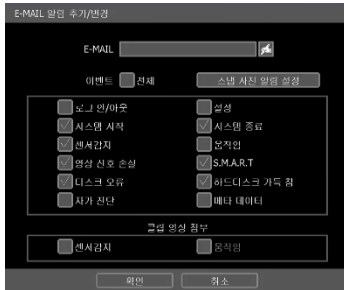 E-MAIL 알림 추가/변경
E-MAIL
이벤트 전체 스냅 사진 알림 설정
로그 인/아웃 설정
시스템 시작 시스템 종료
센서감지 움직임
영상 신호 손실 S.M.A.R.T
디스크 오류 하드디스크 가득 참
자가 진단 메타 데이터
클립 영상 첨부
센서감지 움직임
확인 취소